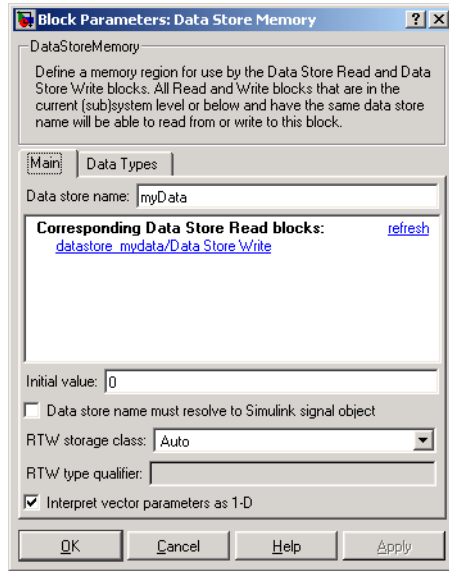 Block Parameters: Data Store Memory
DataStoreMemory
Define a memory region for use by the Data Store Read and Data
Store Write blocks. All Read and Write blocks that are in the
current (sub)system level or below and have the same data store
name will be able to read from or write to this block.
Main Data Types
Data store name: myData
Corresponding Data Store Read blocks: refresh
datastore_mydata/Data Store Write
Initial value: 0
Data store name must resolve to Simulink signal object
RTW storage class: Auto
RTW type qualifier:
Interpret vector parameters as 1-D
OK Cancel Help Apply